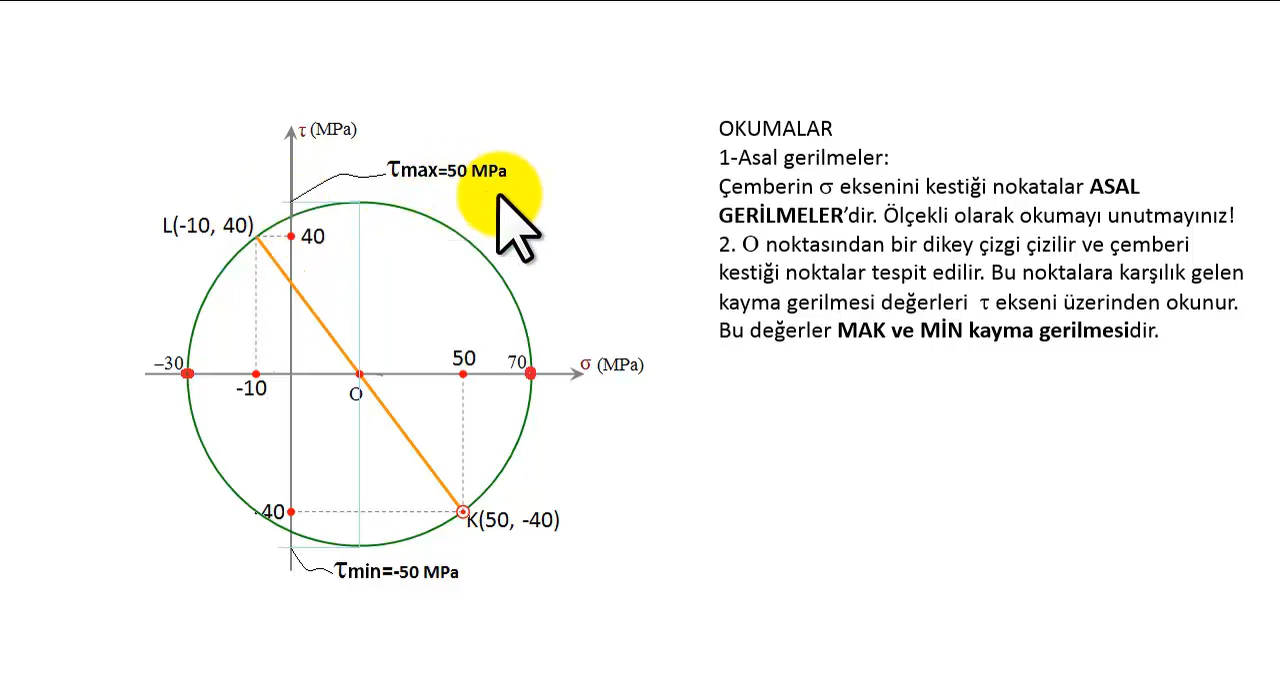 τ (MPa)
τmax=50 MPa
L(-10, 40)
40
−30
-10
O
50
70
σ (MPa)
-40
K(50, -40)
τmin=-50 MPa
OKUMALAR
1-Asal gerilmeler:
Çemberin σ eksenini kestiği nokatalar ASAL
GERİLMELER’dir. Ölçekli olarak okumayı unutmayınız!
2. O noktasından bir dikey çizgi çizilir ve çemberi
kestiği noktalar tespit edilir. Bu noktalara karşılık gelen
kayma gerilmesi değerleri τ ekseni üzerinden okunur.
Bu değerler MAK ve MİN kayma gerilmesidir.